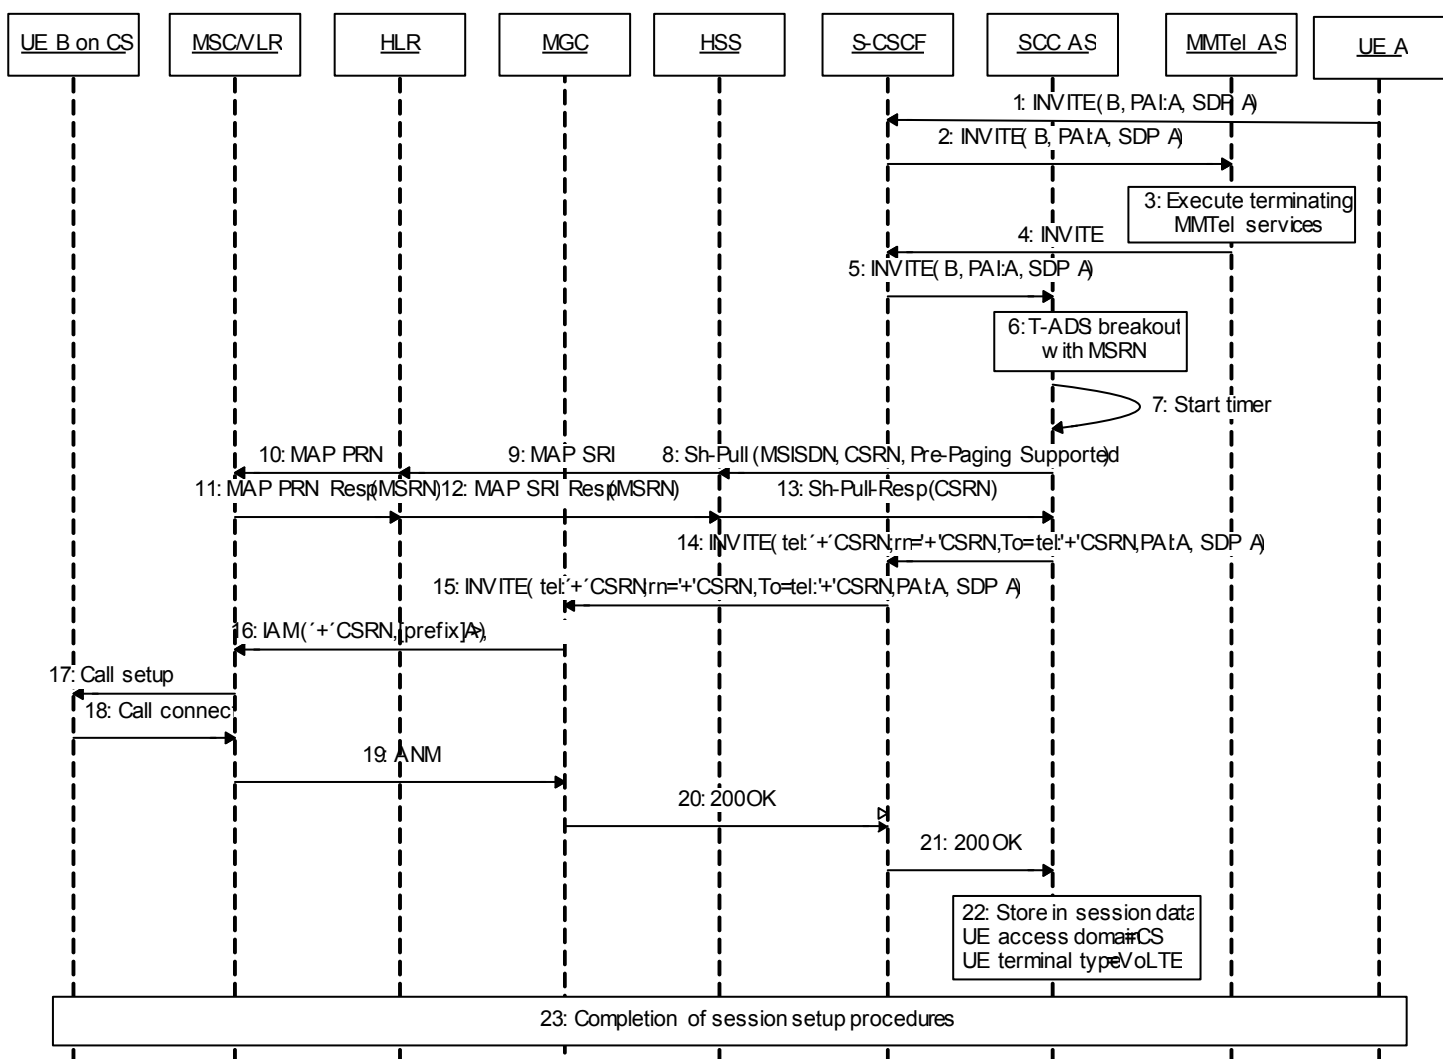 UE B on CS
MSC/VLR
HLR
MGC
HSS
S-CSCF
SCC AS
MMTel AS
UE A
1: INVITE( B, PAI:A, SDP A)
2: INVITE( B, PAI:A, SDP A)
3: Execute terminating
MMTel services
4: INVITE
5: INVITE( B, PAI:A, SDP A)
6: T-ADS breakout
with MSRN
7: Start timer
10: MAP PRN
9: MAP SRI
8: Sh-Pull (MSISDN, CSRN, Pre-Paging Supported)
11: MAP PRN Resp(MSRN)
12: MAP SRI Resp(MSRN)
13: Sh-Pull-Resp(CSRN)
14: INVITE( tel:´+´CSRN;rn='+'CSRN,To=tel:'+'CSRN,PAI:A, SDP A)
15: INVITE( tel:´+´CSRN;rn='+'CSRN,To=tel:'+'CSRN,PAI:A, SDP A)
16: IAM(´+´CSRN,[prefix]A),
17: Call setup
18: Call connec
19: ANM
20: 200OK
21: 200OK
22: Store in session data
UE access domain=CS
UE terminal type=VoLTE
23: Completion of session setup procedures